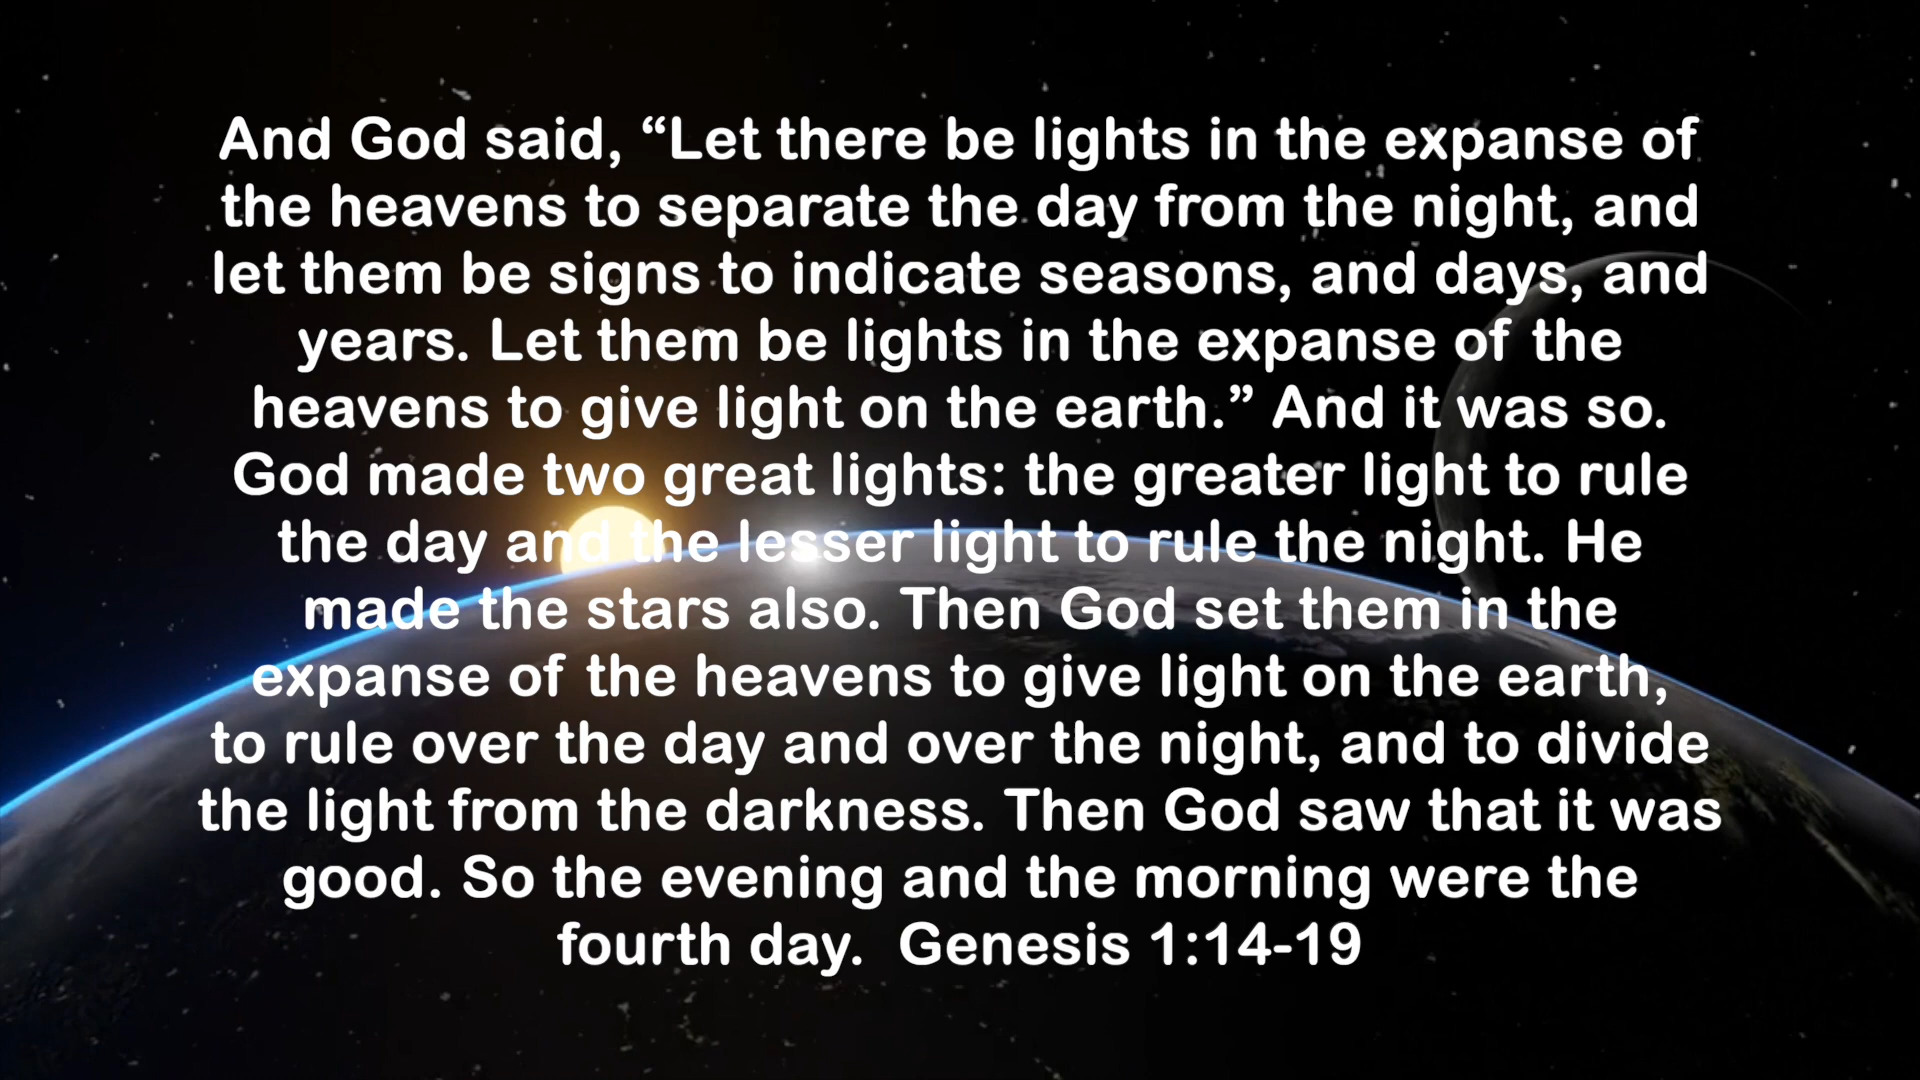 And God said, “Let there be lights in the expanse of
the heavens to separate the day from the night, and
let them be signs to indicate seasons, and days, and
years. Let them be lights in the expanse of the
heavens to give light on the earth.” And it was so.
God made two great lights: the greater light to rule
the day and the lesser light to rule the night. He
made the stars also. Then God set them in the
expanse of the heavens to give light on the earth,
to rule over the day and over the night, and to divide
the light from the darkness. Then God saw that it was
good. So the evening and the morning were the
fourth day.  Genesis 1:14-19